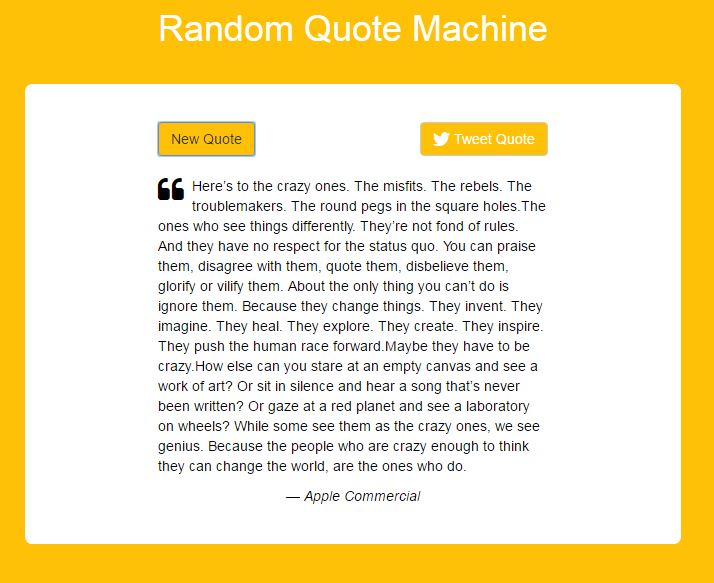 Random Quote Machine
New Quote
Tweet Quote
Here’s to the crazy ones. The misfits. The rebels. The
troublemakers. The round pegs in the square holes.The
ones who see things differently. They’re not fond of rules.
And they have no respect for the status quo. You can praise
them, disagree with them, quote them, disbelieve them,
glorify or vilify them. About the only thing you can’t do is
ignore them. Because they change things. They invent. They
imagine. They heal. They explore. They create. They inspire.
They push the human race forward.Maybe they have to be
crazy.How else can you stare at an empty canvas and see a
work of art? Or sit in silence and hear a song that’s never
been written? Or gaze at a red planet and see a laboratory
on wheels? While some see them as the crazy ones, we see
genius. Because the people who are crazy enough to think
they can change the world, are the ones who do.
— Apple Commercial